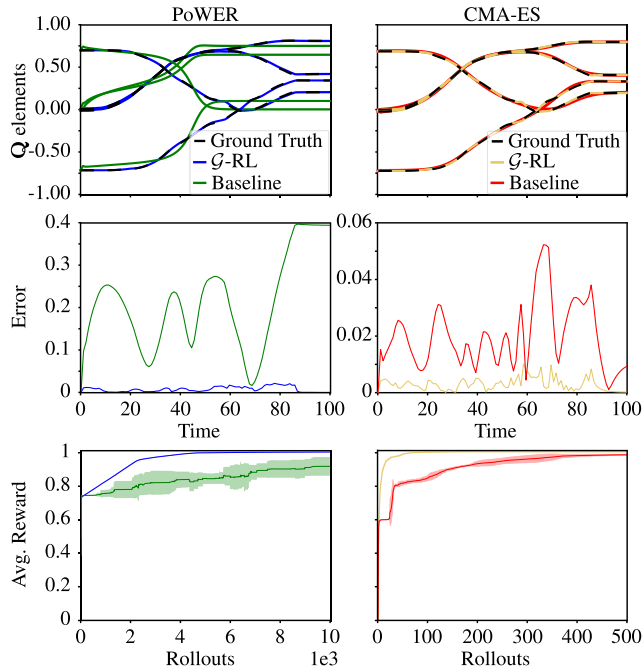 PoWER
CMA-ES
1.00
0.50
0.00
-0.50
-1.00
Q elements
Ground Truth
𝒢-RL
Baseline
Ground Truth
𝒢-RL
Baseline
0.4
0.3
0.2
0.1
0
Error
0 20 40 60 80 100
Time
0.06
0.04
0.02
0
0 20 40 60 80 100
Time
1
0.8
0.6
0.4
0.2
0
Avg. Reward
0 2 4 6 8 10
Rollouts 1e3
0 100 200 300 400 500
Rollouts